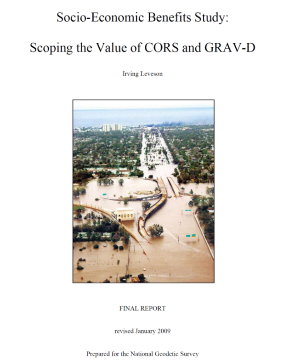 Socio-Economic Benefits Study:
Scoping the Value of CORS and GRAV-D
Irving Leveson
FINAL REPORT
revised January 2009
Prepared for the National Geodetic Survey